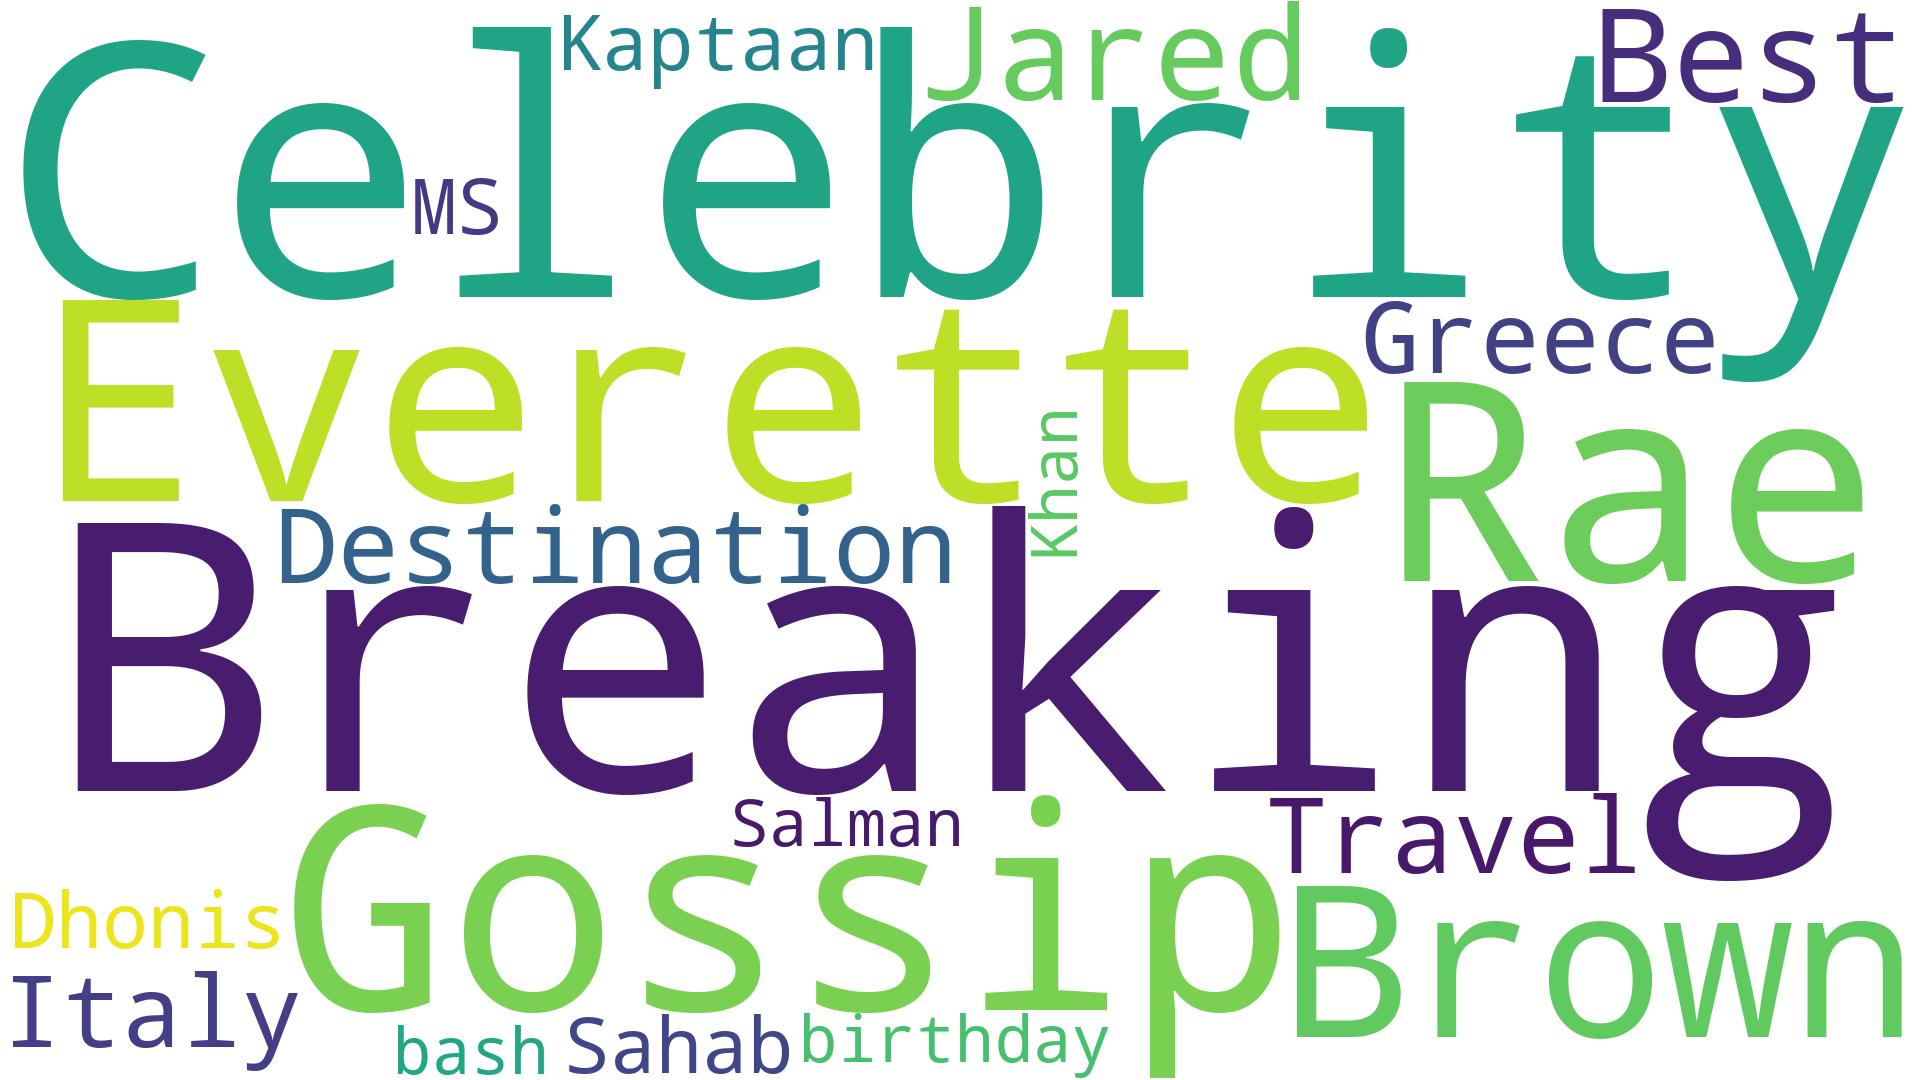 Kaptaan
Jared
Best
Celebrity
MS
Greece
Everette
Khan
Rae
Destination
Breaking
Salman
Travel
Gossip
Dhonis
Brown
Italy
bash
Sahab
birthday